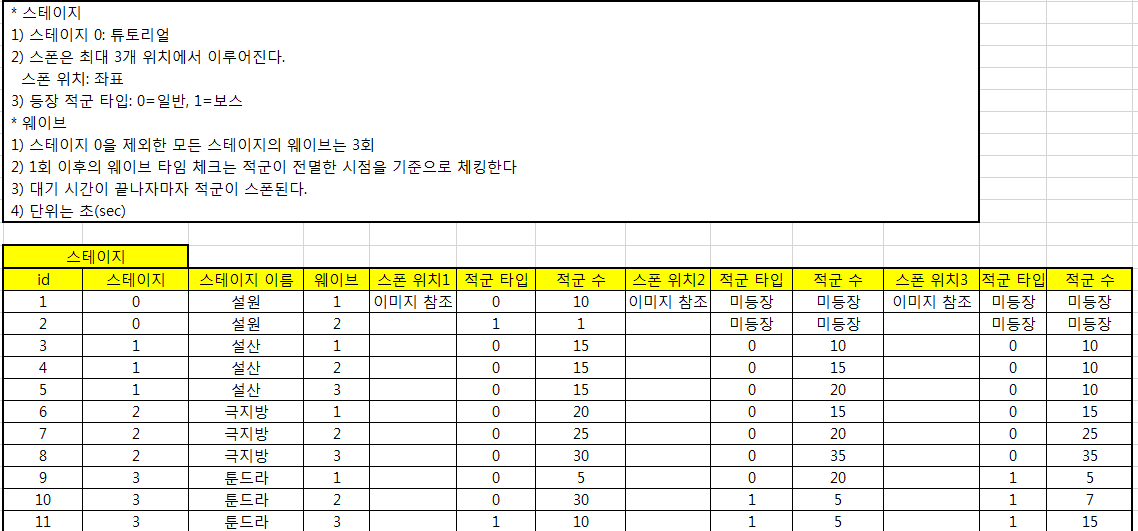 * 스테이지
1) 스테이지 0: 튜토리얼
2) 스폰은 최대 3개 위치에서 이루어진다.
스폰 위치: 좌표
3) 등장 적군 타입: 0=일반, 1=보스
* 웨이브
1) 스테이지 0을 제외한 모든 스테이지의 웨이브는 3회
2) 1회 이후의 웨이브 타임 체크는 적군이 전멸한 시점을 기준으로 체킹한다
3) 대기 시간이 끝나자마자 적군이 스폰된다.
4) 단위는 초(sec)
스테이지
id 스테이지 스테이지 이름 웨이브 스폰 위치1 적군 타입 적군 수 스폰 위치2 적군 타입 적군 수 스폰 위치3 적군 타입 적군 수
1 0 설원 1 이미지 참조 0 10 이미지 참조 미등장 미등장 이미지 참조 미등장 미등장
2 0 설원 2 1 1 미등장 미등장 미등장 미등장
3 1 설산 1 0 15 0 10 0 10
4 1 설산 2 0 15 0 15 0 10
5 1 설산 3 0 15 0 20 0 10
6 2 극지방 1 0 20 0 15 0 15
7 2 극지방 2 0 25 0 20 0 25
8 2 극지방 3 0 30 0 35 0 35
9 3 툰드라 1 0 5 0 20 1 5
10 3 툰드라 2 0 30 1 5 1 7
11 3 툰드라 3 1 10 1 5 1 15